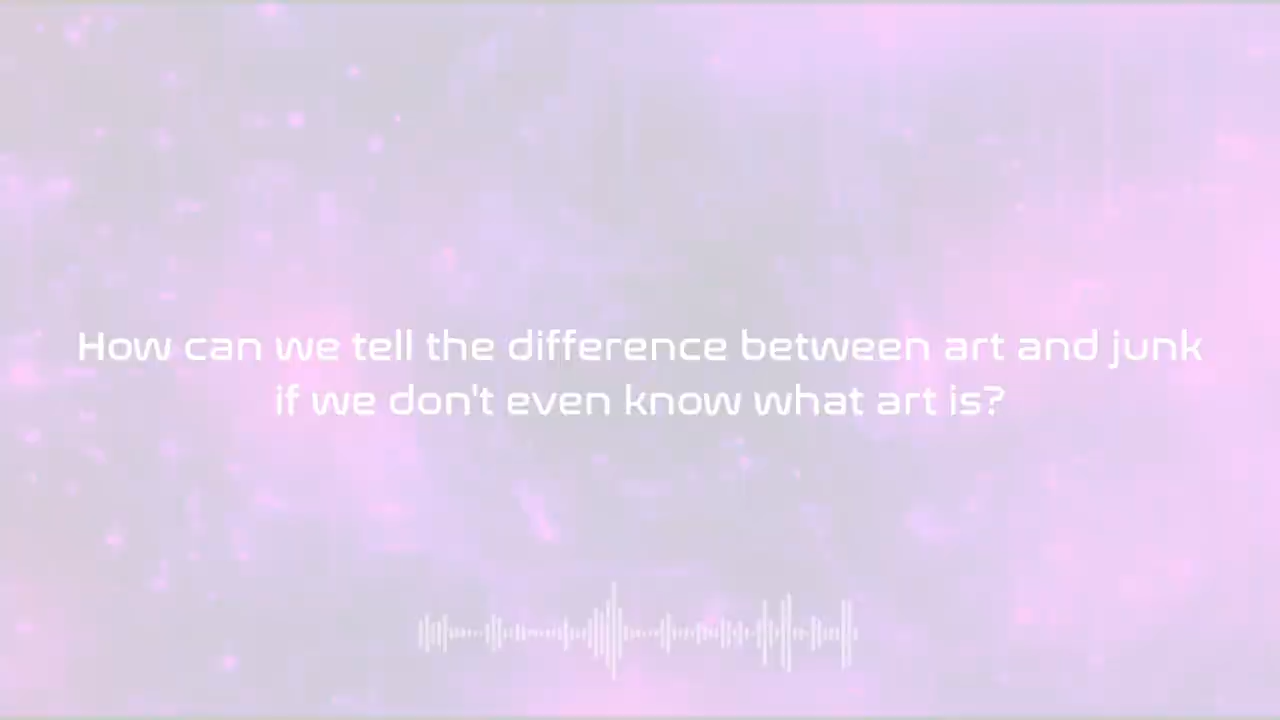 How can we tell the difference between art and junk
if we don't even know what art is?